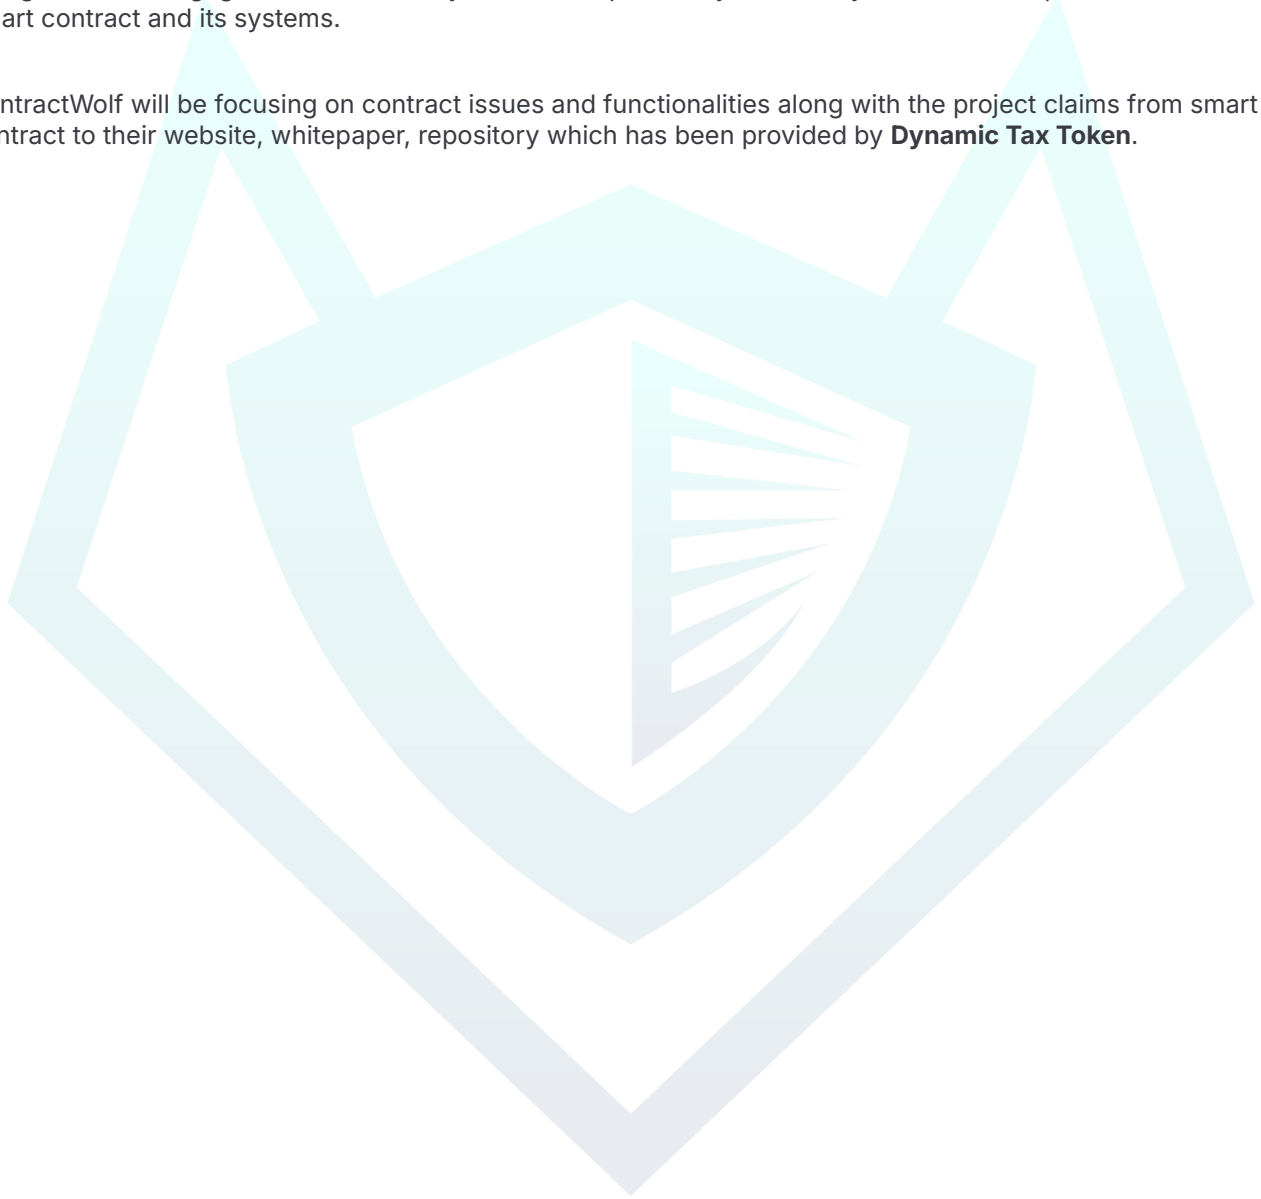 art contract and its systems.
ntractWolf will be focusing on contract issues and functionalities along with the project claims from smart
ntract to their website, whitepaper, repository which has been provided by Dynamic Tax Token.